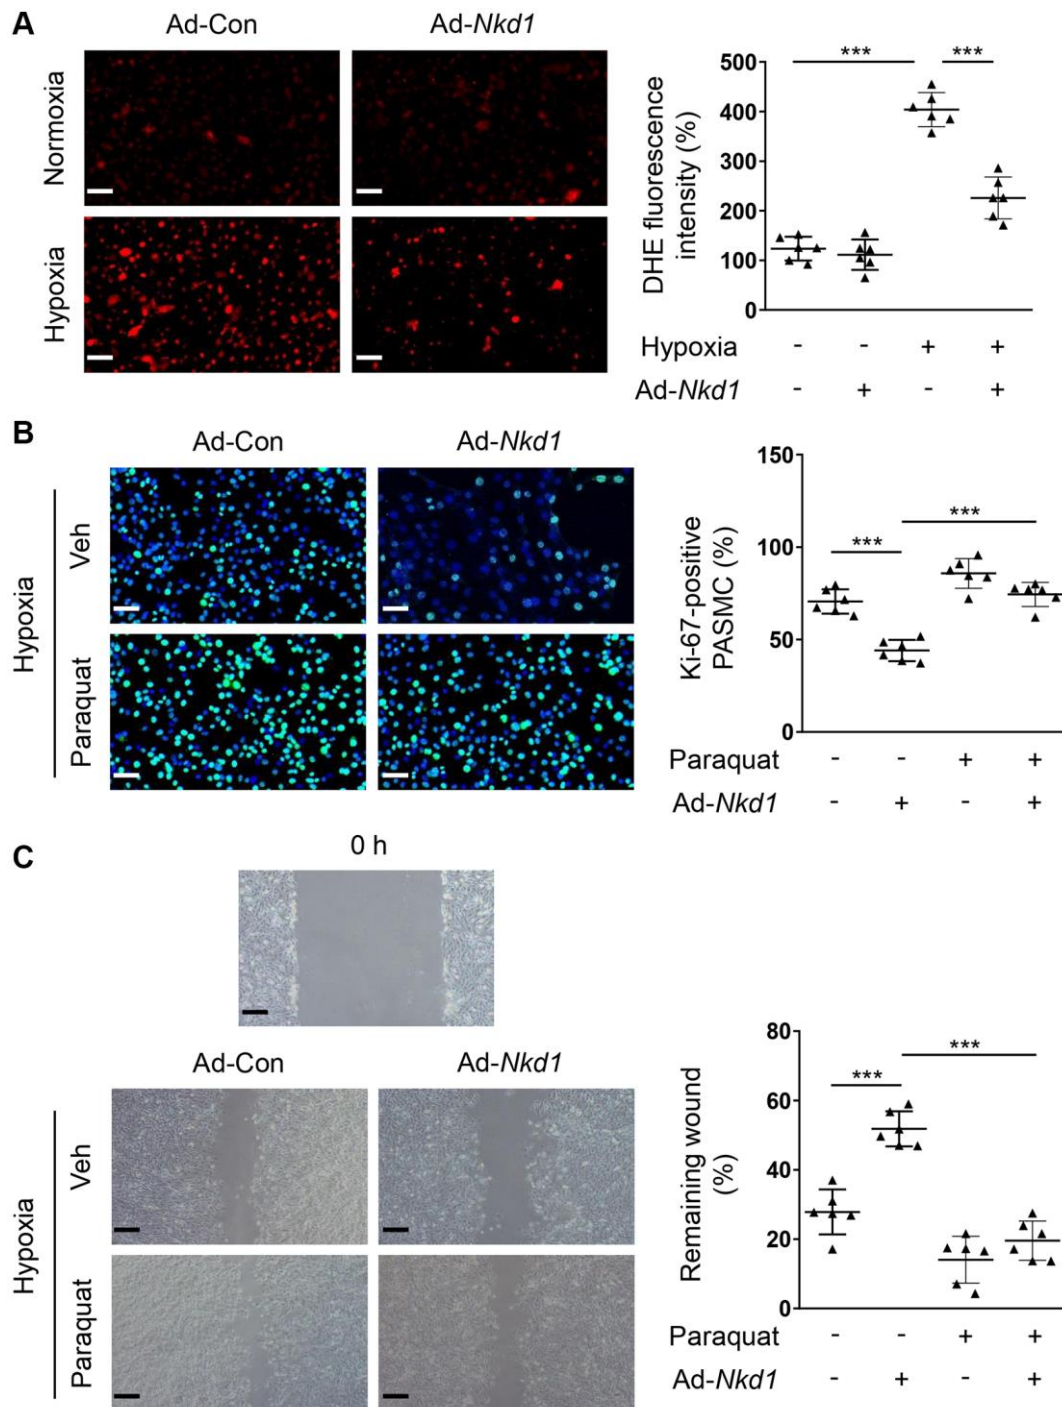 A
Ad-Con
Ad-Nkd1
Normoxia
Hypoxia
DHE fluorescence
intensity (%)
500
400
300
200
100
0
***
***
Hypoxia - - + +
Ad-Nkd1 - + - +
B
Ad-Con
Ad-Nkd1
Hypoxia
Veh
Paraquat
Ki-67-positive
PASMC (%)
150
100
50
0
***
***
Paraquat - - + +
Ad-Nkd1 - + - +
C
0 h
Ad-Con
Ad-Nkd1
Hypoxia
Veh
Paraquat
Remaining wound
(%)
80
60
40
20
0
***
***
Paraquat - - + +
Ad-Nkd1 - + - +